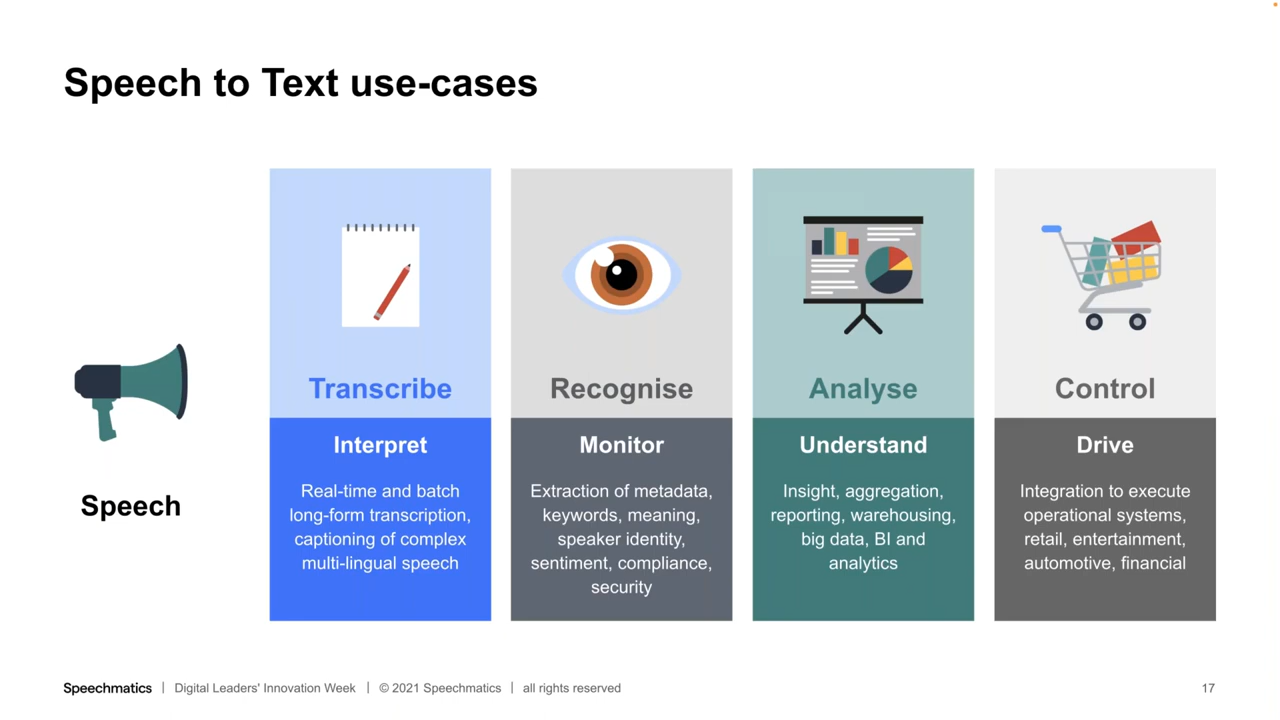 Speech to Text use-cases
Speech
Transcribe
Interpret
Real-time and batch
long-form transcription,
captioning of complex
multi-lingual speech
Recognise
Monitor
Extraction of metadata,
keywords, meaning,
speaker identity,
sentiment, compliance,
security
Analyse
Understand
Insight, aggregation,
reporting, warehousing,
big data, BI and
analytics
Control
Drive
Integration to execute
operational systems,
retail, entertainment,
automotive, financial
Speechmatics | Digital Leaders' Innovation Week | © 2021 Speechmatics | all rights reserved
17